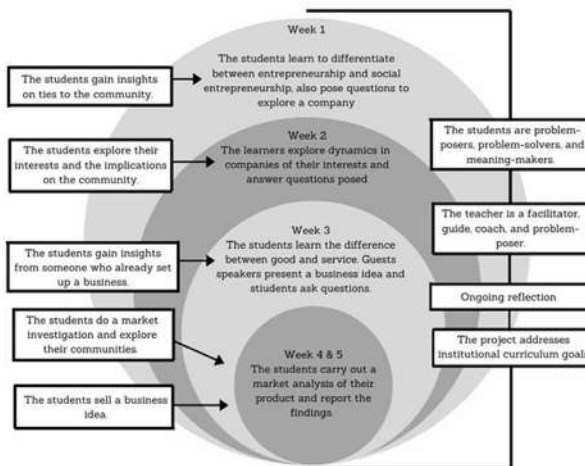 Week 1
The students learn to differentiate
between entrepreneurship and social
entrepreneurship, also pose questions to
explore a company
The students gain insights
on ties to the community.
Week 2
The learners explore dynamics in
companies of their interests and
answer questions posed
The students explore their
interests and the implications
on the community.
Week 3
The students learn the difference
between good and service. Guests
speakers present a business idea and
stiudents ask questions.
The students gain insights
from someone who already set
up a business.
The students do a market
investigation and explore
their communities.
Week 4 & 5
The students carry out a
market analysis of their
product and report the
findings.
The students sell a business
idea.
The students are problem-
posers, problem-solvers, and
meaning-makers.
The teacher is a facilitator,
guide, coach, and problem-
poser.
Ongoing reflection
The project addresses
institutional curriculum goals